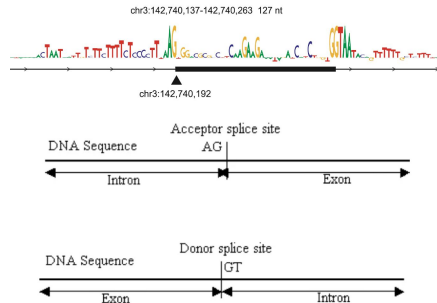 chr3:142,740,137-142,740,263 127 nt
chr3:142,740,192
Acceptor splice site
DNA Sequence AG
Intron Exon
Donor splice site
DNA Sequence GT
Exon Intron